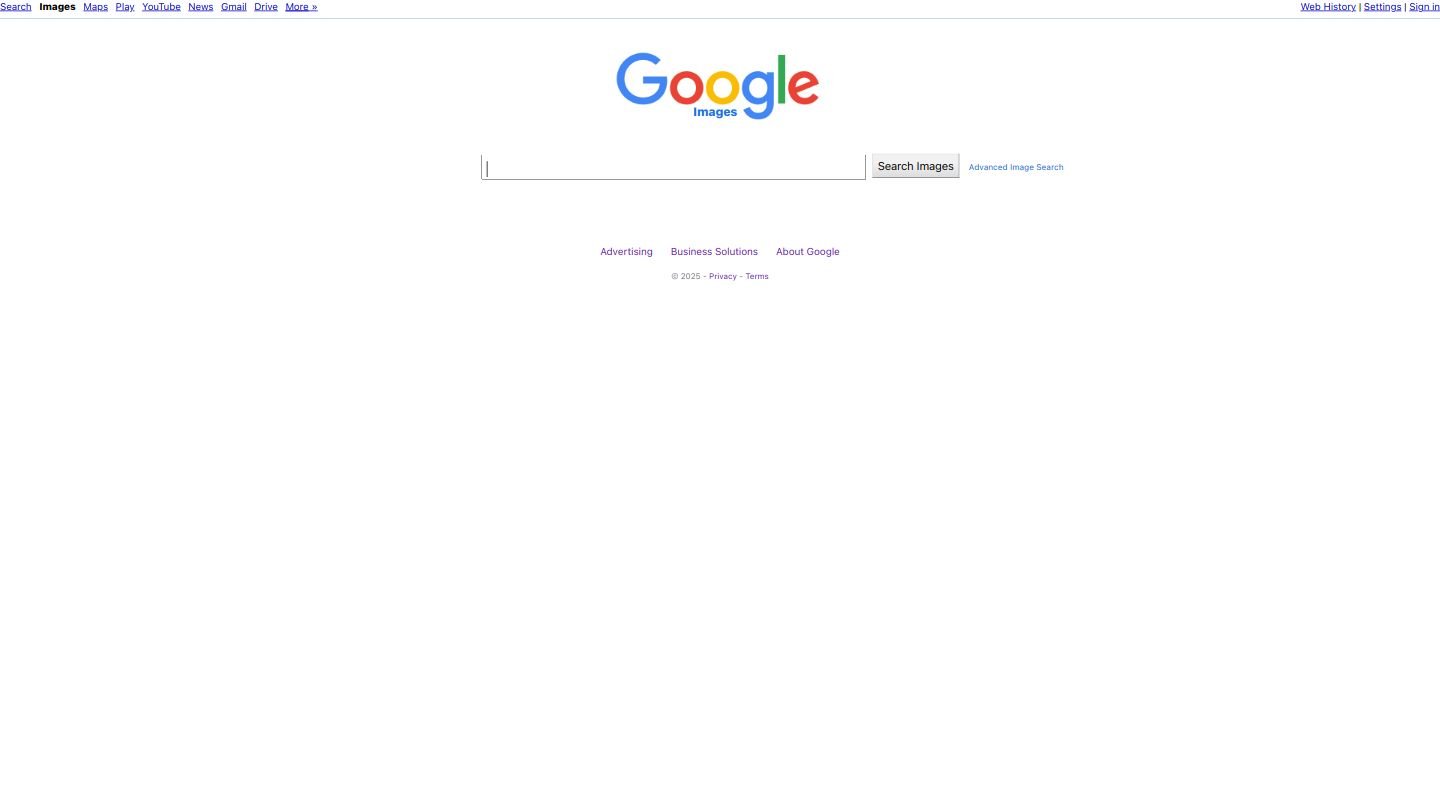 Search Images Maps Play YouTube News Gmail Drive More » Web History | Settings | Sign in
Google
Images
Search Images Advanced Image Search
Advertising Business Solutions About Google
© 2025 - Privacy - Terms